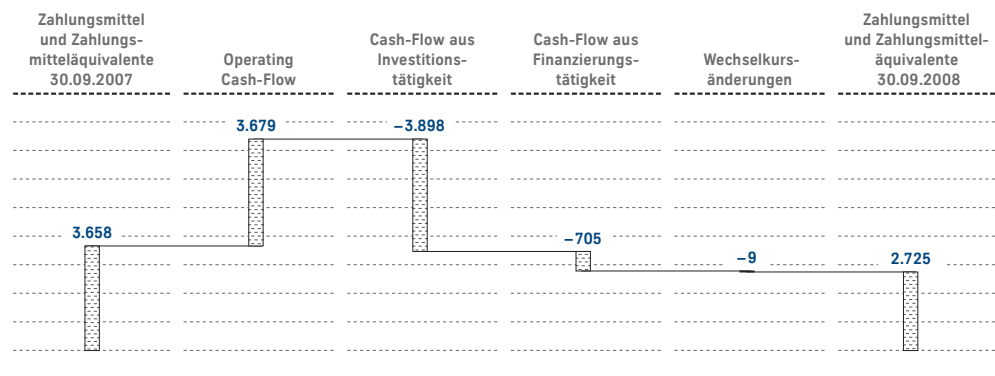 Zahlungsmittel
und Zahlungs-
mitteläquivalente
30.09.2007
Operating
Cash-Flow
Cash-Flow aus
Investitions-
tätigkeit
Cash-Flow aus
Finanzierungs-
tätigkeit
Wechselkurs-
änderungen
Zahlungsmittel
und Zahlungsmittel-
äquivalente
30.09.2008
3.658
3.679
–3.898
–705
–9
2.725